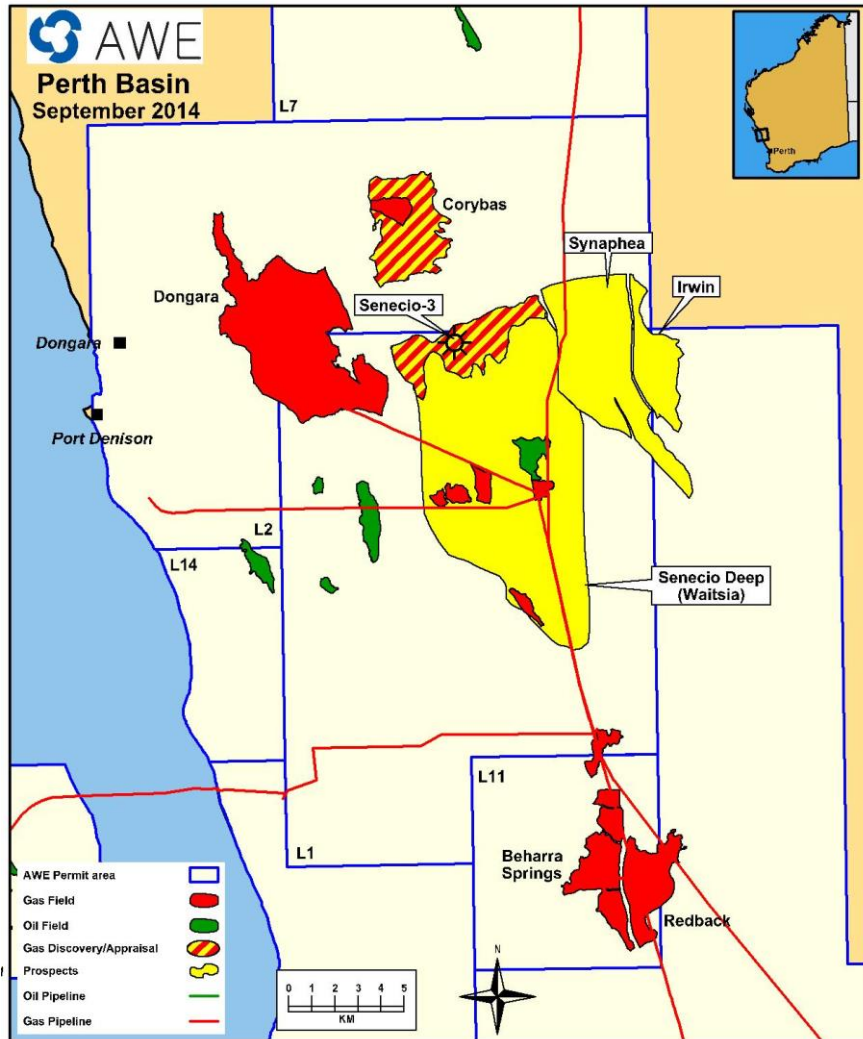 AWE
Perth Basin
September 2014
Perth
L7
Corybas
Synaphea
Dongara
Senecio-3
Irwin
Dongara
Port Denison
L2
L14
Senecio Deep
(Waitsia)
L11
L1
Beharra
Springs
Redback
AWE Permit area
Gas Field
Oil Field
Gas Discovery/Appraisal
Prospects
Oil Pipeline
Gas Pipeline
N
0 1 2 3 4 5
KM